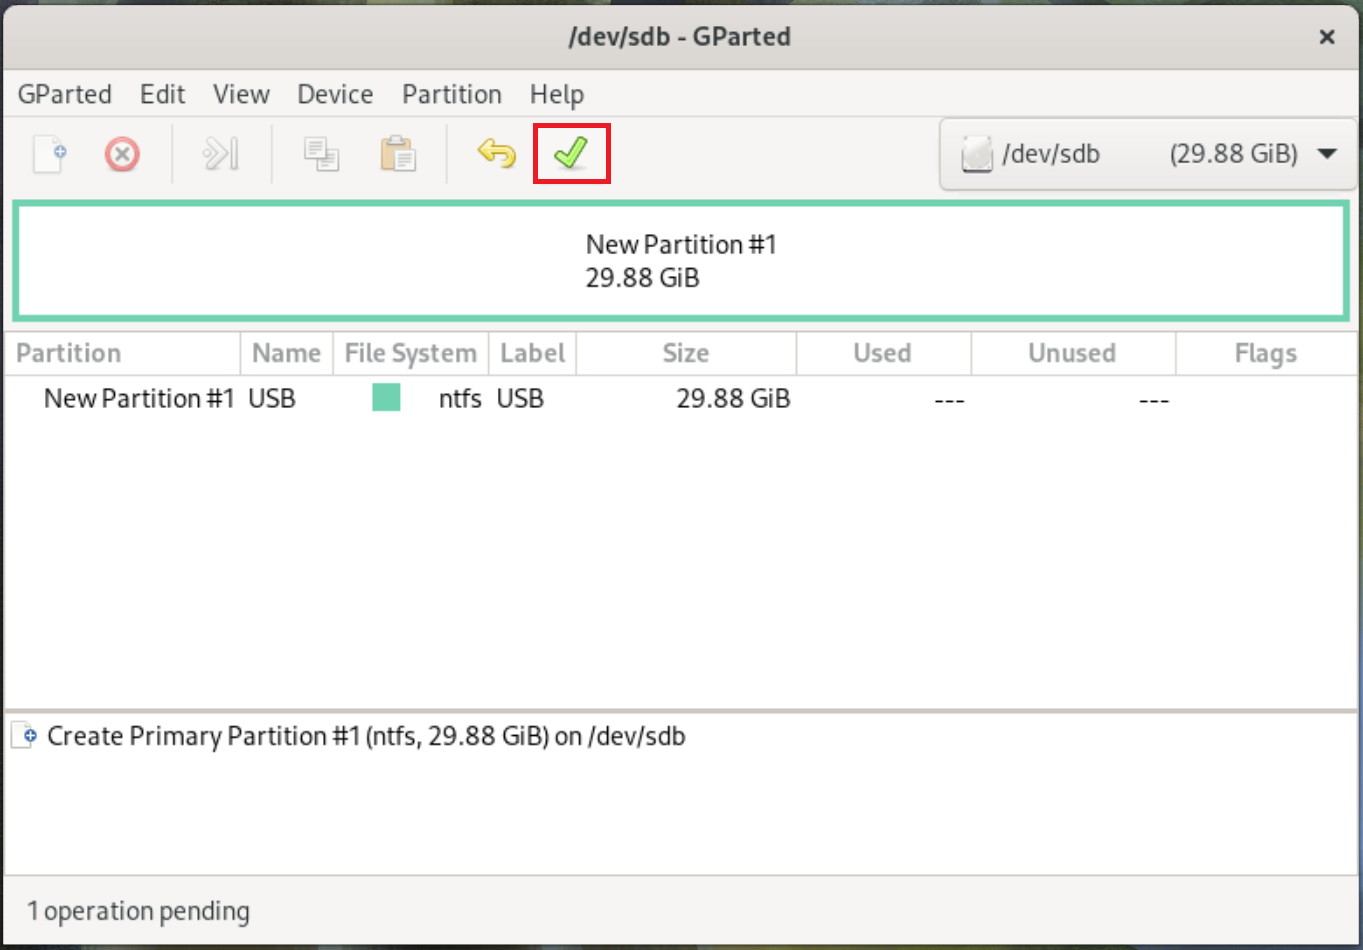 /dev/sdb - GParted ×
GParted Edit View Device Partition Help
/dev/sdb (29.88 GiB)
New Partition #1
29.88 GiB
Partition Name File System Label Size Used Unused Flags
New Partition #1 USB ntfs USB 29.88 GiB --- ---
Create Primary Partition #1 (ntfs, 29.88 GiB) on /dev/sdb
1 operation pending